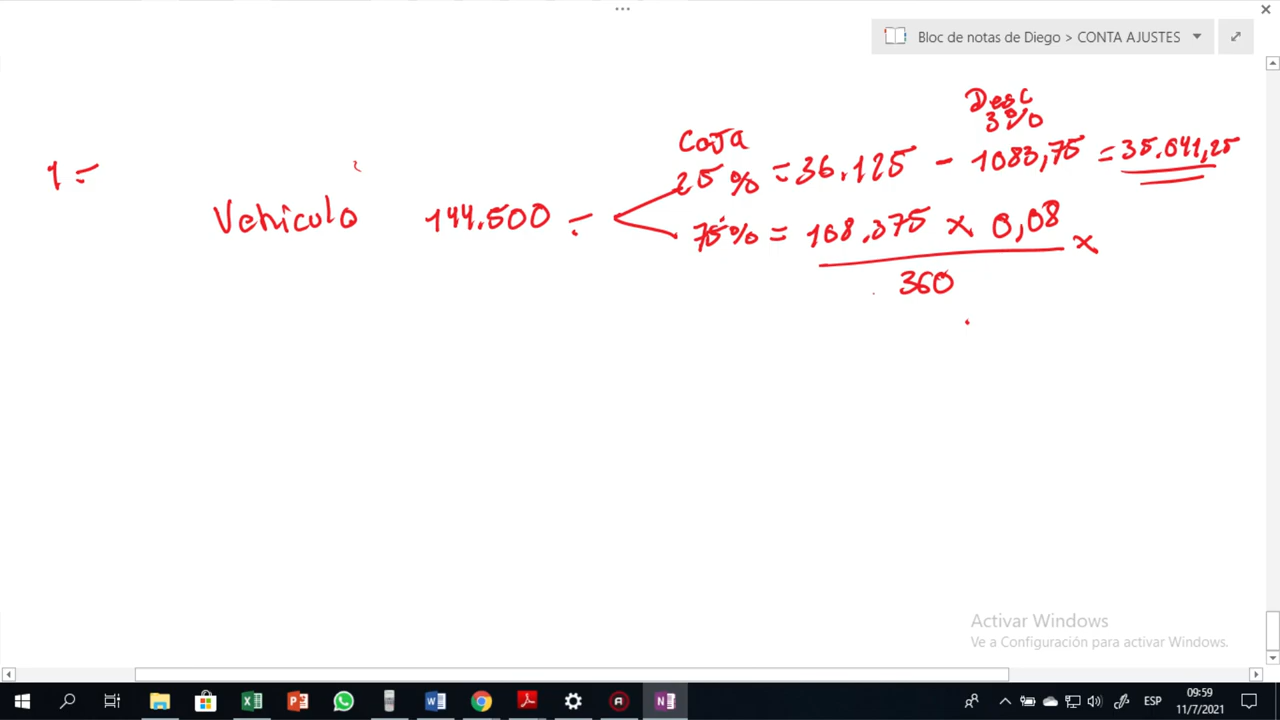 Bloc de notas de Diego > CONTA AJUSTES
Desc
3%
Caja
25% = 36.125 - 1083,75 = 35.041,25
1=
Vehiculo 144.500 ÷
75% = 108.375 x 0,08 x
360
Activar Windows
Ve a Configuración para activar Windows.
ESP
09:59
11/7/2021